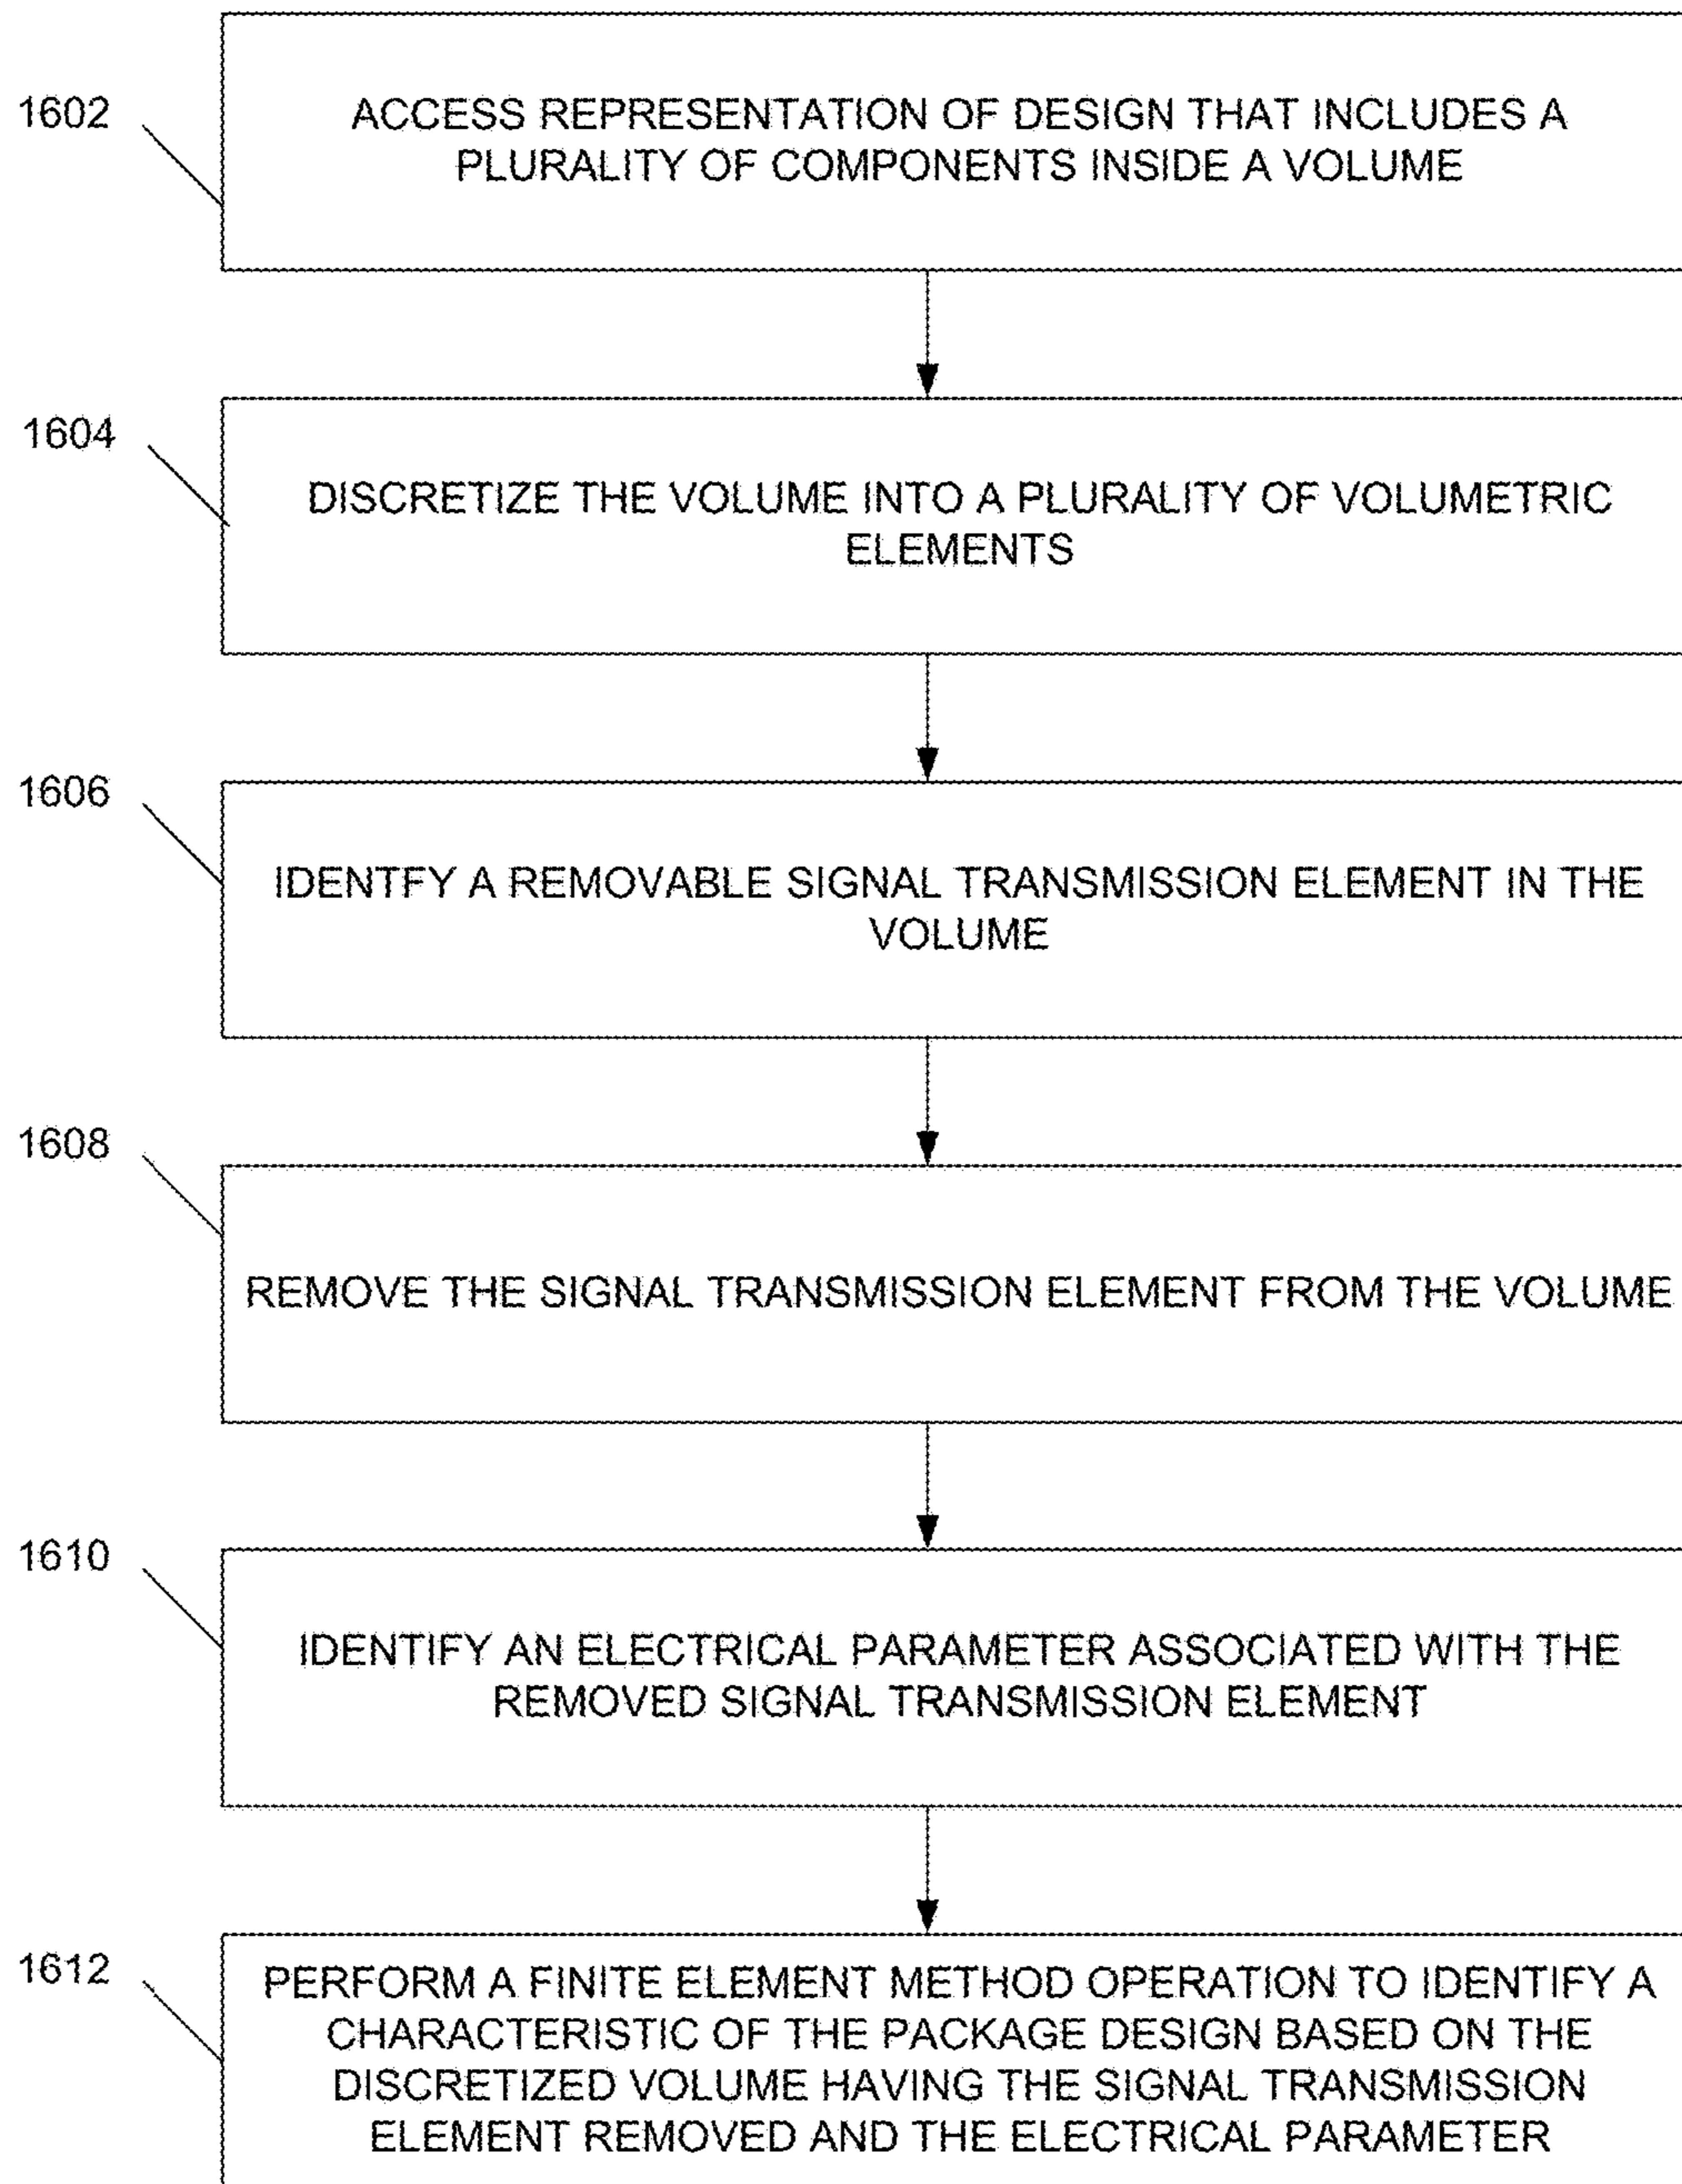 1602
ACCESS REPRESENTATION OF DESIGN THAT INCLUDES A
PLURALITY OF COMPONENTS INSIDE A VOLUME
1604
DISCRETIZE THE VOLUME INTO A PLURALITY OF VOLUMETRIC
ELEMENTS
1606
IDENTFY A REMOVABLE SIGNAL TRANSMISSION ELEMENT IN THE
VOLUME
1608
REMOVE THE SIGNAL TRANSMISSION ELEMENT FROM THE VOLUME
1610
IDENTIFY AN ELECTRICAL PARAMETER ASSOCIATED WITH THE
REMOVED SIGNAL TRANSMISSION ELEMENT
1612
PERFORM A FINITE ELEMENT METHOD OPERATION TO IDENTIFY A
CHARACTERISTIC OF THE PACKAGE DESIGN BASED ON THE
DISCRETIZED VOLUME HAVING THE SIGNAL TRANSMISSION
ELEMENT REMOVED AND THE ELECTRICAL PARAMETER